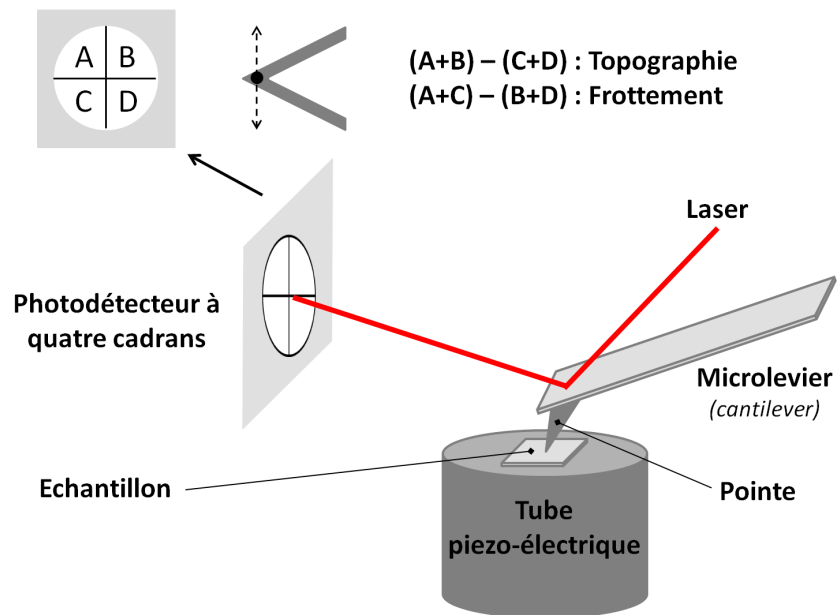 A B
C D
(A+B) – (C+D) : Topographie
(A+C) – (B+D) : Frottement
Laser
Photodétecteur à
quatre cadrans
Microlevier
(cantilever)
Echantillon
Pointe
Tube
piezo-électrique